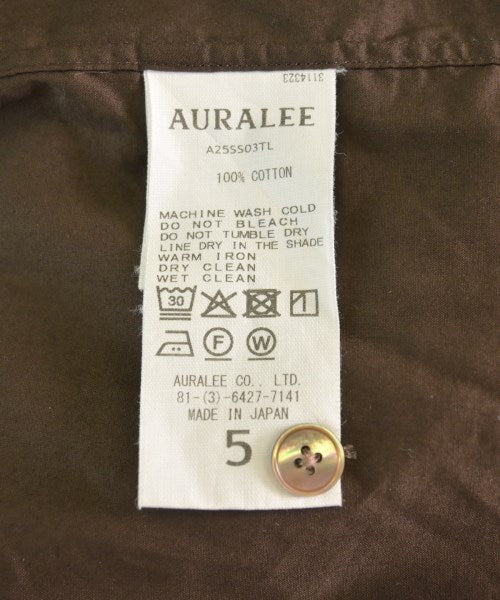 3114323
AURALEE
A25SS03TL
100% COTTON
MACHINE WASH COLD
DO NOT BLEACH
DO NOT TUMBLE DRY
LINE DRY IN THE SHADE
WARM IRON
DRY CLEAN
WET CLEAN
30
F W
AURALEE CO., LTD.
81-(3)-6427-7141
MADE IN JAPAN
5